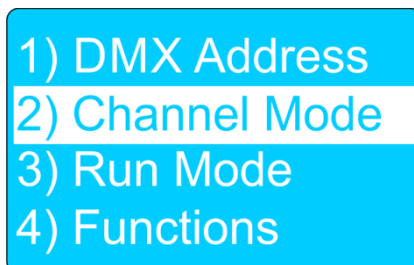 1) DMX Address
2) Channel Mode
3) Run Mode
4) Functions